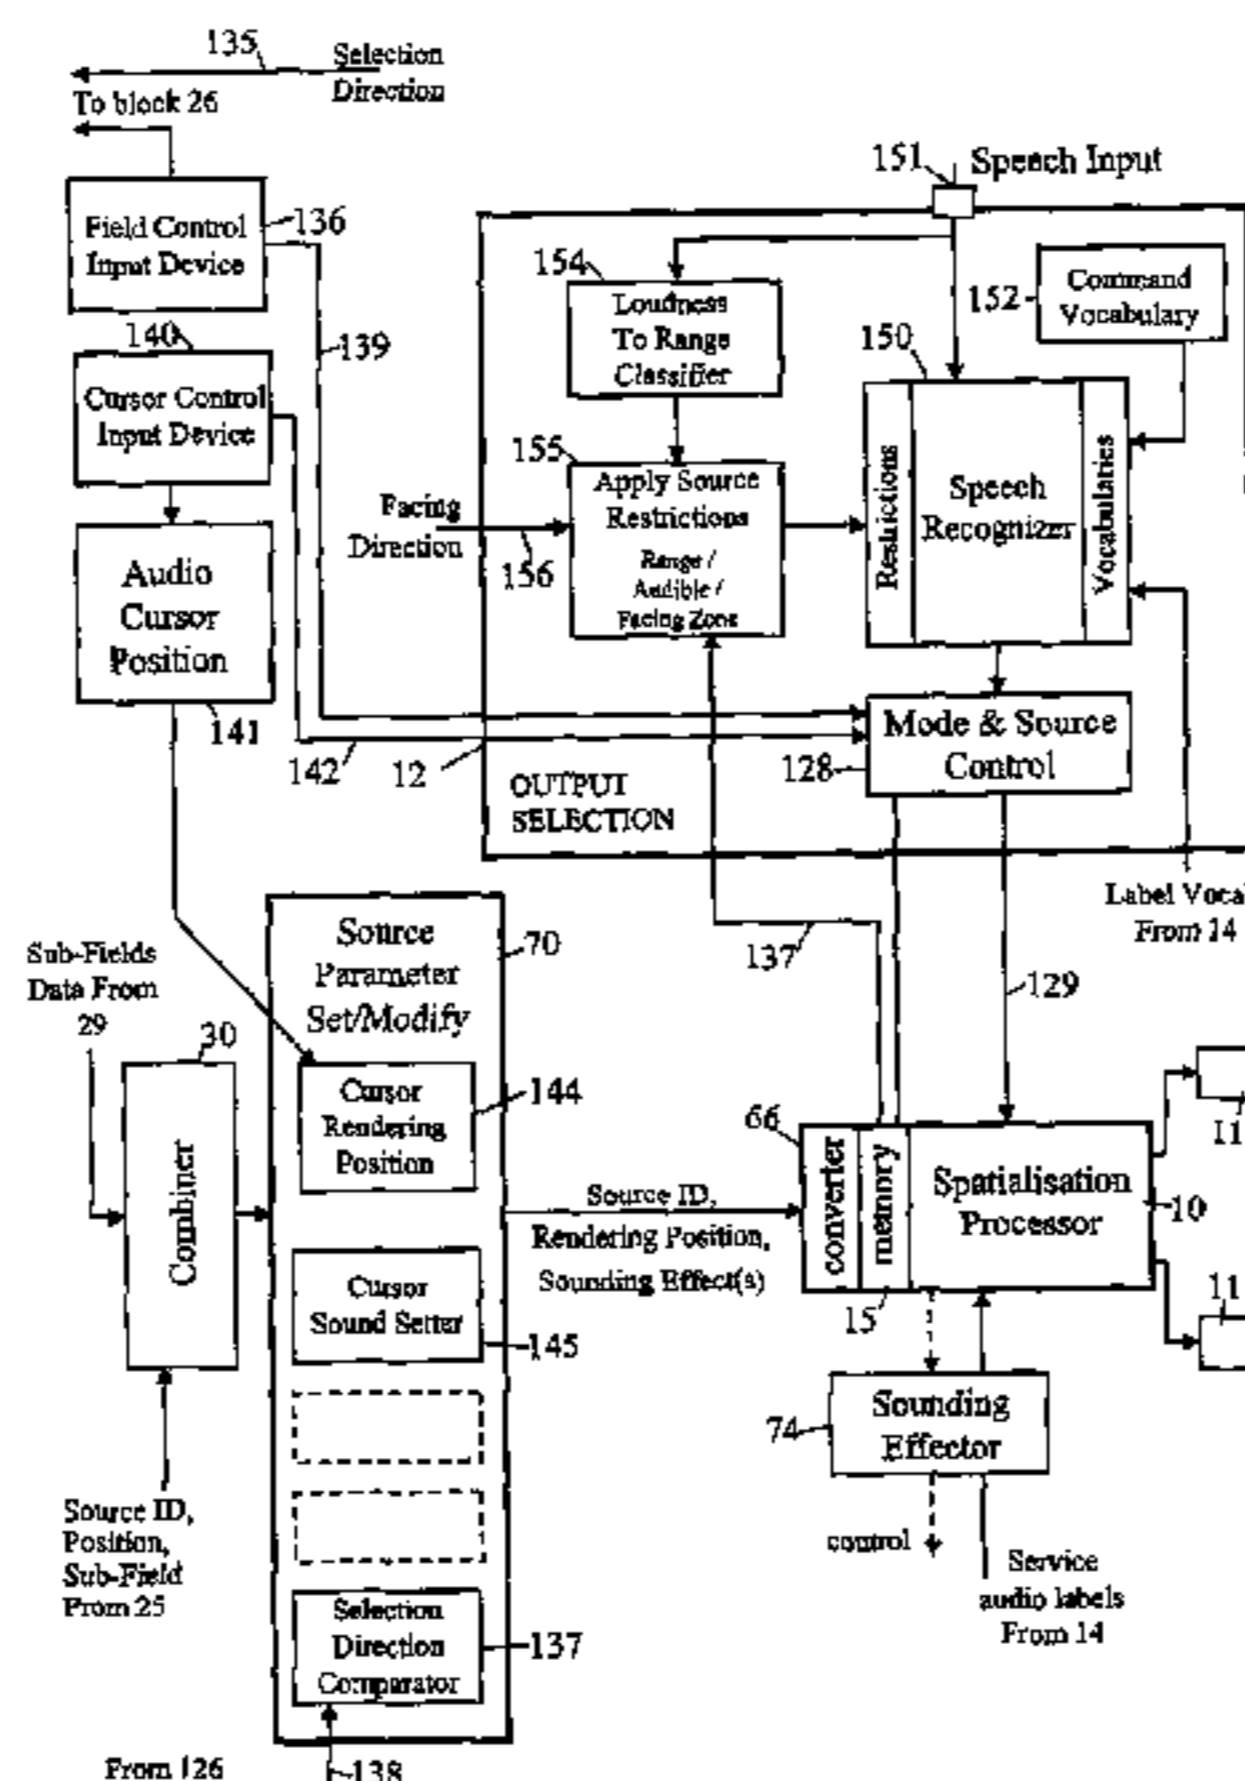 135
Selection
Direction
To block 26
151
Speech Input
Field Control
Input Device
136
154
Loudness
To Range
Classifier
152
Command
Vocabulary
140
139
150
Cursor Control
Input Device
155
Apply Source
Restrictions
Range /
Audible /
Facing Zone
Restrictions
Speech
Recognizer
Vocabularies
Facing
Direction
156
Audio
Cursor
Position
141
142
12
128
Mode & Source
Control
OUTPUT
SELECTION
Label
From 14
Source
Parameter
Set/Modify
70
137
129
Sub-Fields
Data From
29
30
Cursor
Rendering
Position
144
66
11
Combiner
Source ID,
Rendering Position,
Sounding Effect(s)
converter
memory
Spatialisation
Processor
10
Cursor
Sound Setter
145
15
11
74
Sounding
Effector
Source ID,
Position,
Sub-Field
From 25
control
Service
audio labels
From 14
Selection
Direction
Comparator
137
From 126
138